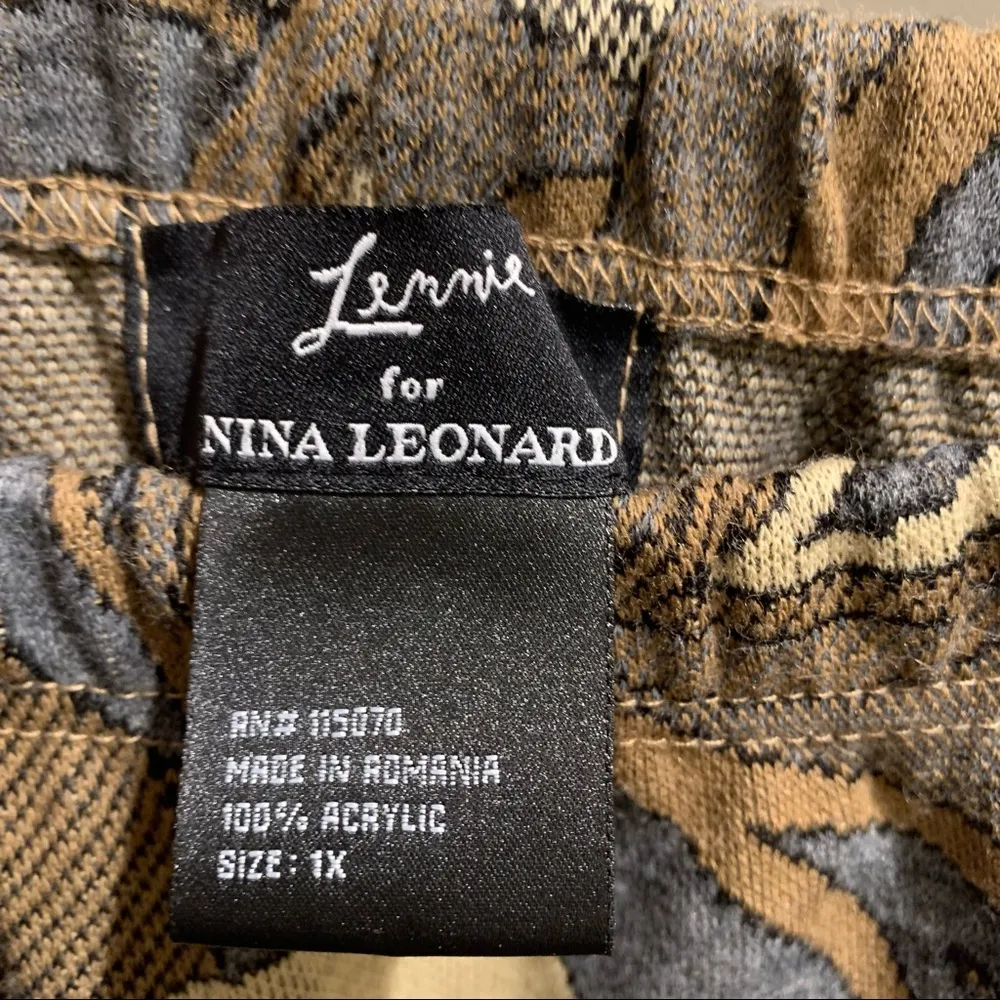 Lennie
for
NINA LEONARD
RN# 115070
MADE IN ROMANIA
100% ACRYLIC
SIZE: 1X